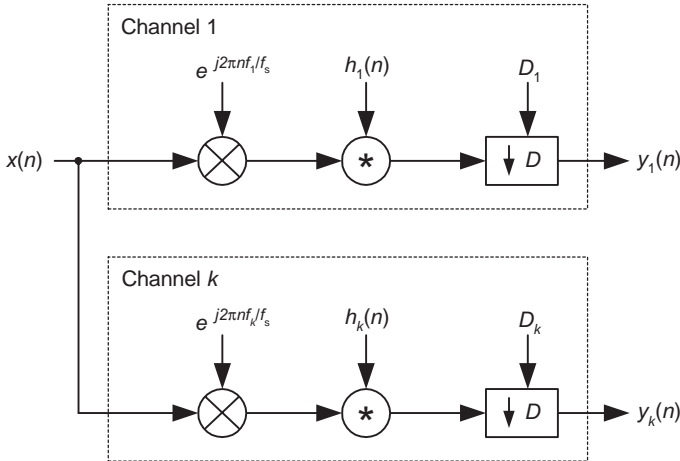 Channel 1
e^{j2πnf_1/f_s}
h_1(n)
D_1
x(n)
*
↓ D
y_1(n)
Channel k
e^{j2πnf_k/f_s}
h_k(n)
D_k
*
↓ D
y_k(n)